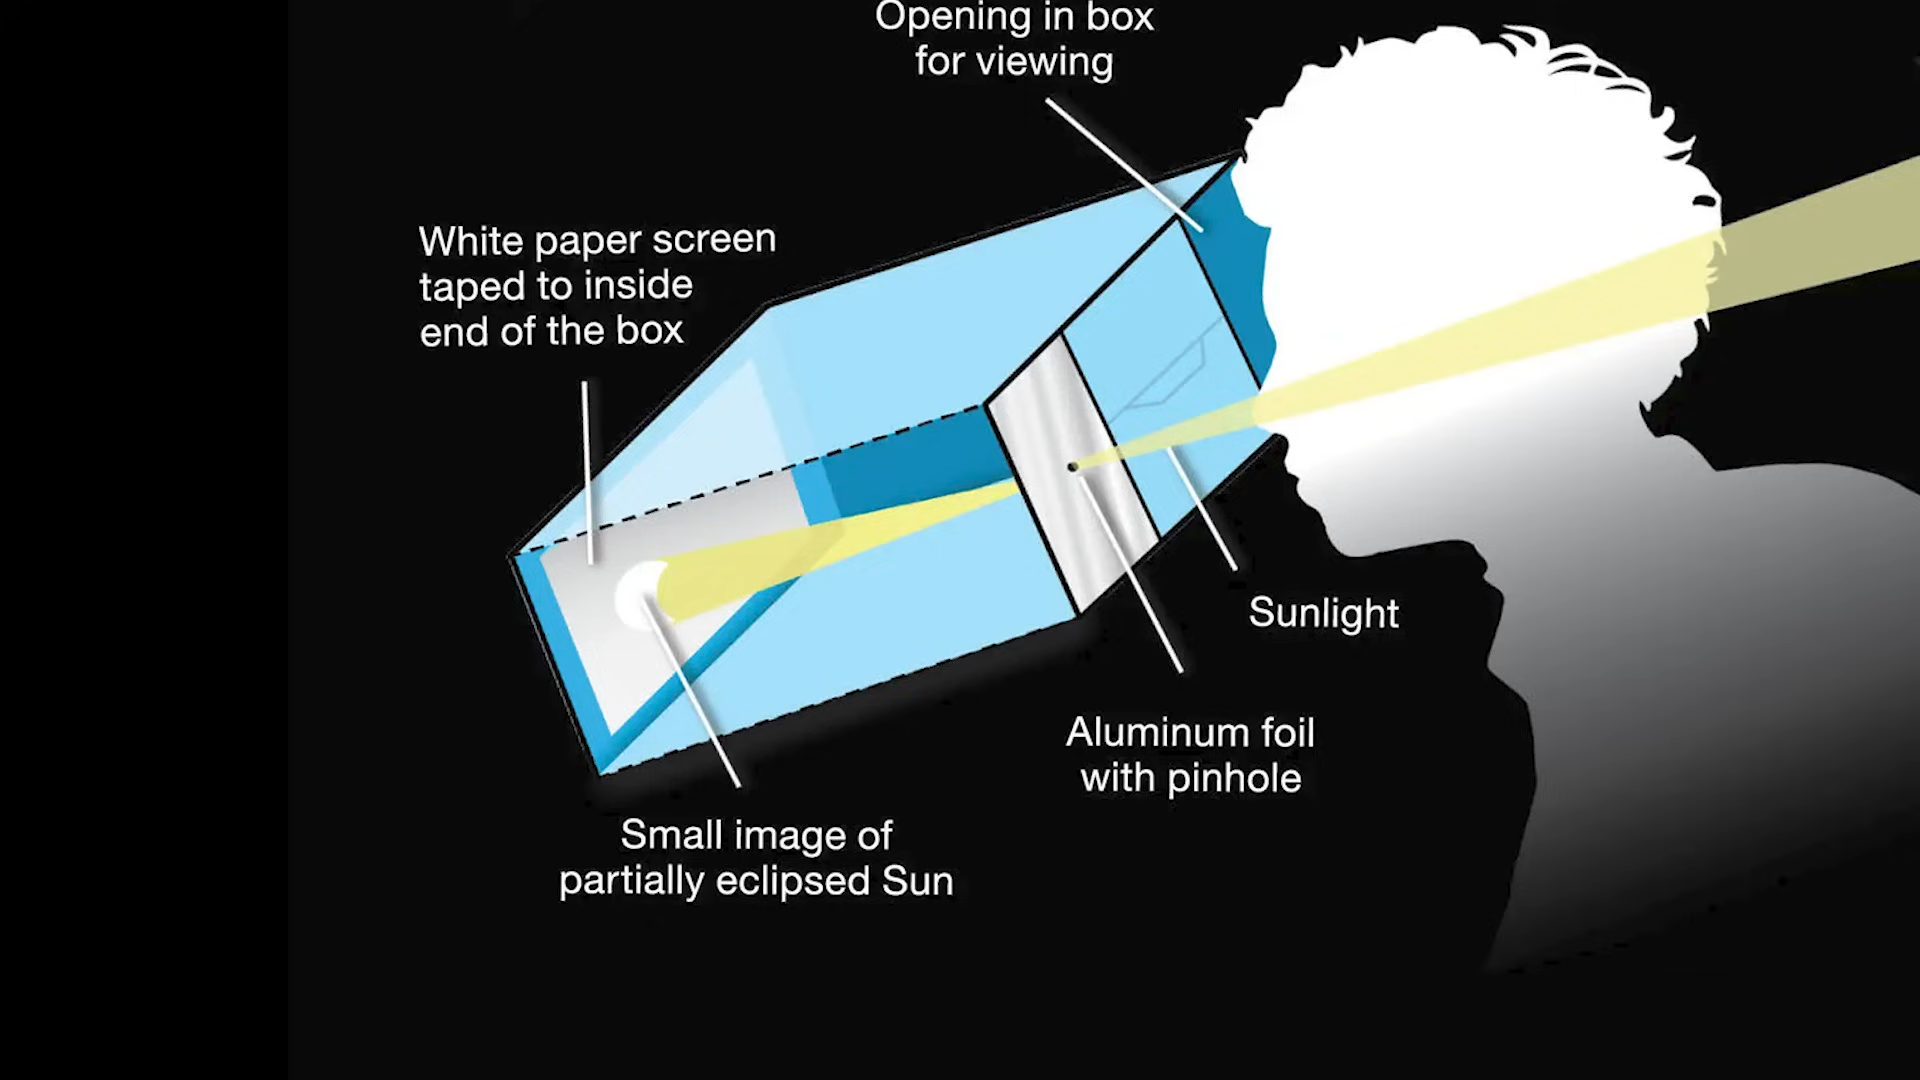 Opening in box
for viewing
White paper screen
taped to inside
end of the box
Sunlight
Aluminum foil
with pinhole
Small image of
partially eclipsed Sun